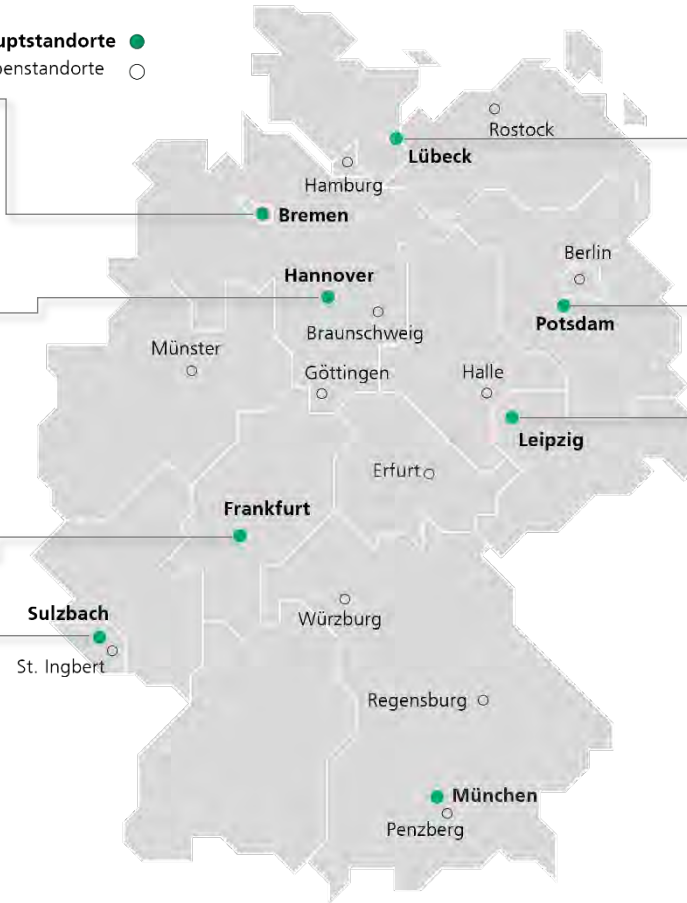 uptstandorte
enstandorte
Rostock
Lübeck
Hamburg
Bremen
Berlin
Hannover
Potsdam
Braunschweig
Münster
Göttingen
Halle
Leipzig
Erfurt
Frankfurt
Sulzbach
Würzburg
St. Ingbert
Regensburg
München
Penzberg